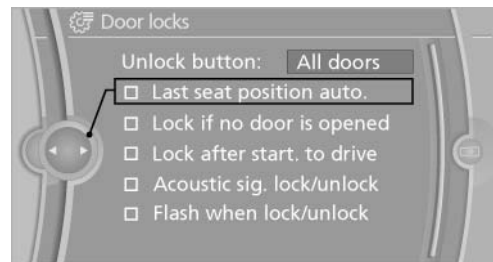 Door locks
Unlock button: All doors
Last seat position auto.
Lock if no door is opened
Lock after start. to drive
Acoustic sig. lock/unlock
Flash when lock/unlock